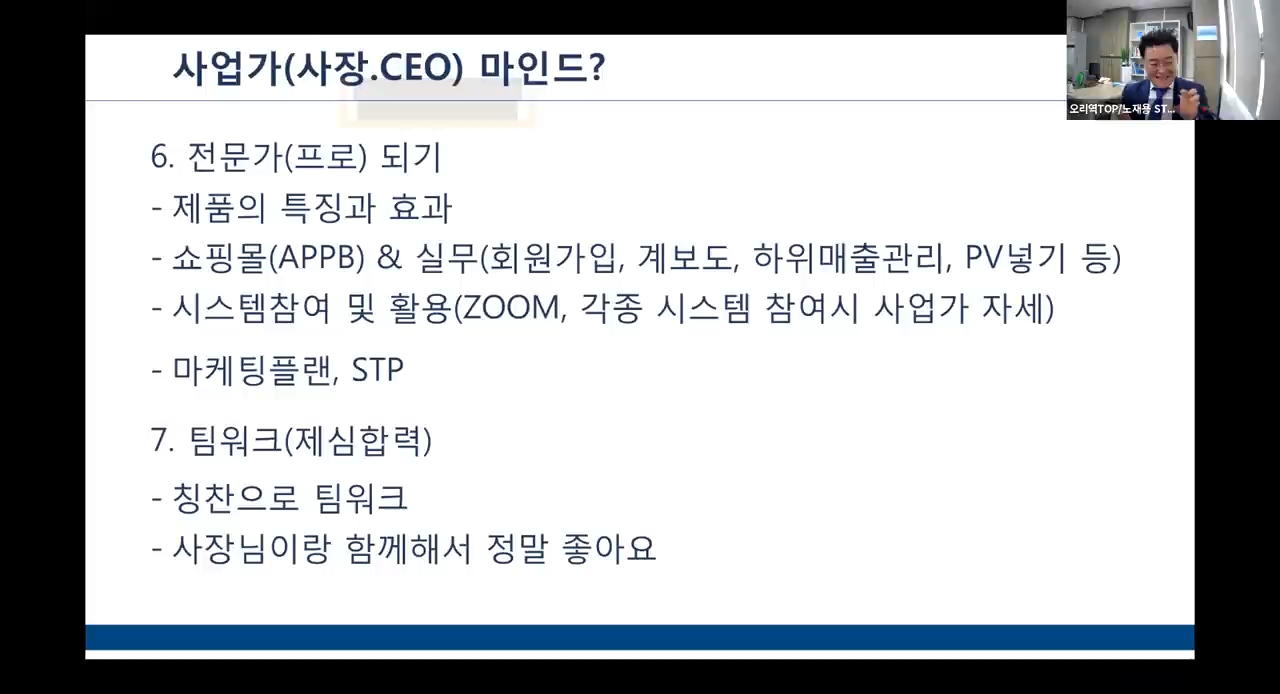 사업가(사장.CEO) 마인드?
오리역TOP/노재용 ST...
6. 전문가(프로) 되기
- 제품의 특징과 효과
- 쇼핑몰(APPB) & 실무(회원가입, 계보도, 하위매출관리, PV넣기 등)
- 시스템참여 및 활용(ZOOM, 각종 시스템 참여시 사업가 자세)
- 마케팅플랜, STP
7. 팀워크(제심합력)
- 칭찬으로 팀워크
- 사장님이랑 함께해서 정말 좋아요